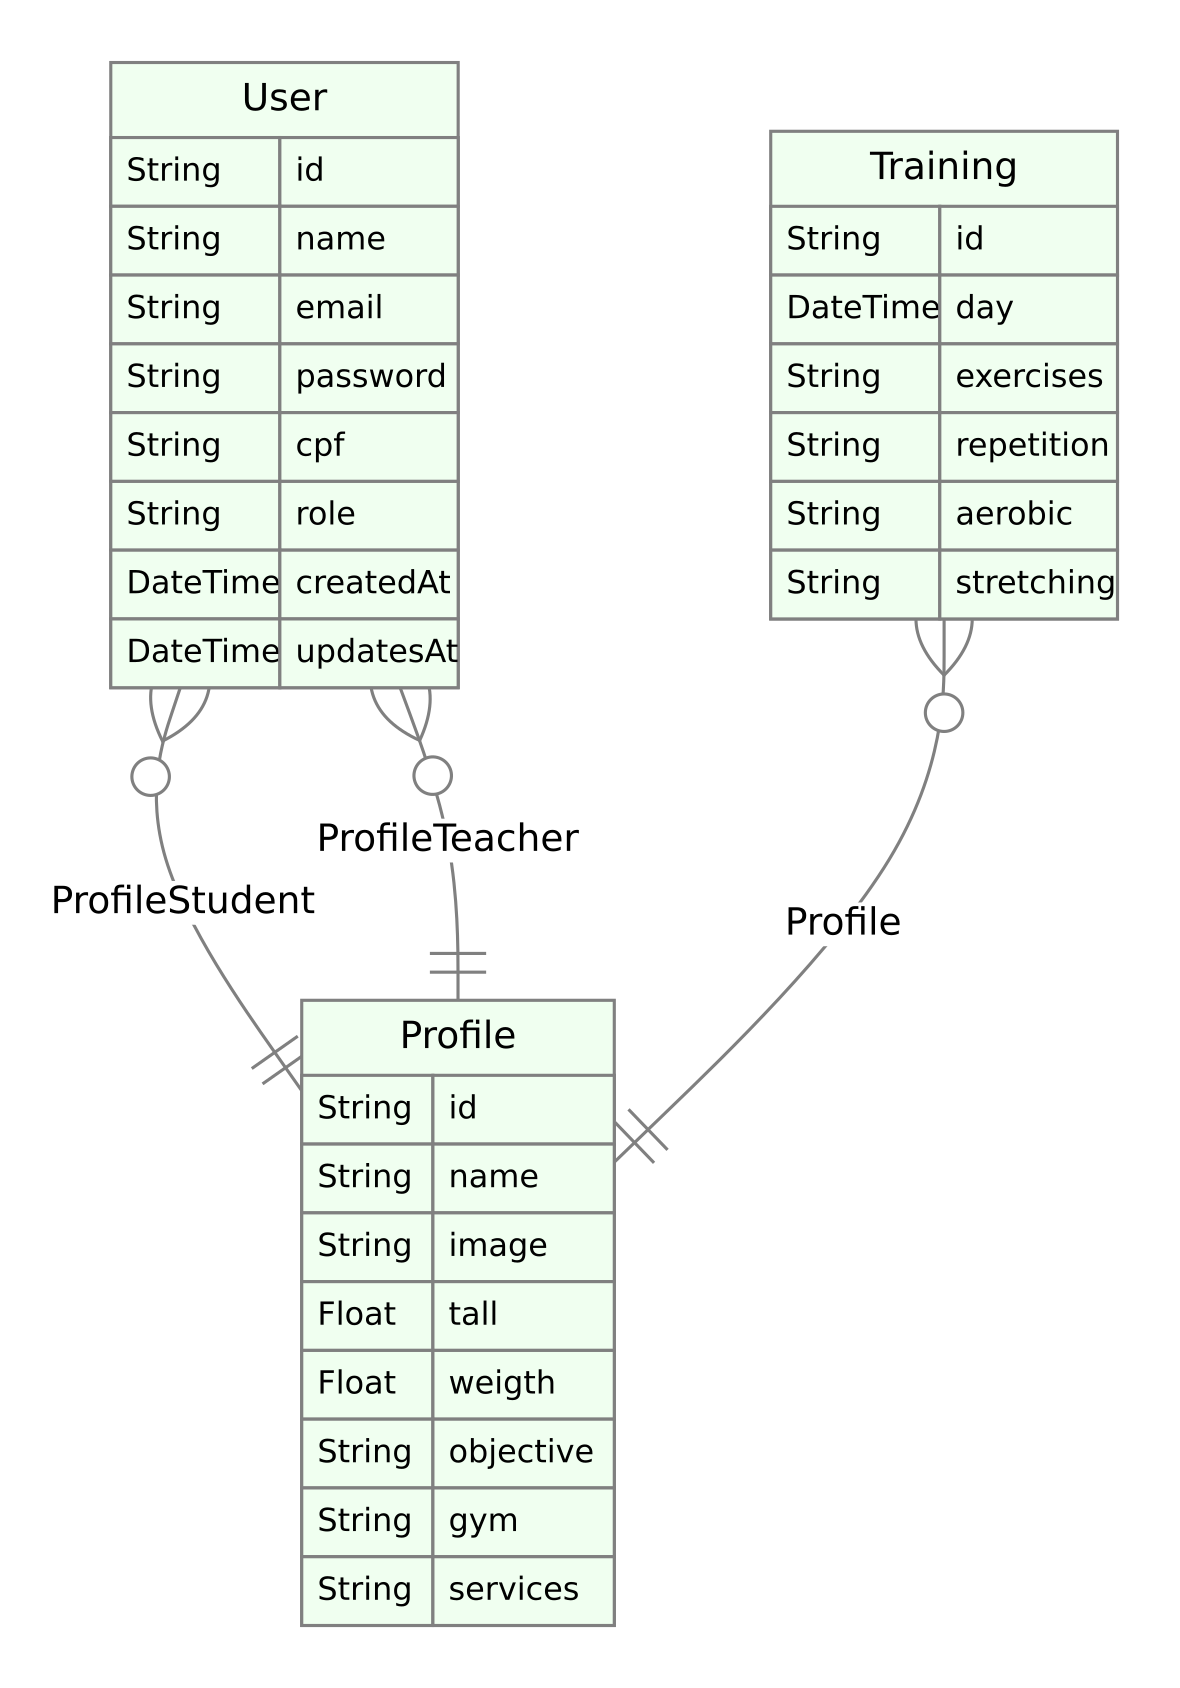 User
String id
String name
String email
String password
String cpf
String role
DateTime createdAt
DateTime updatesAt
Training
String id
DateTime day
String exercises
String repetition
String aerobic
String stretching
ProfileTeacher
ProfileStudent
Profile
Profile
String id
String name
String image
Float tall
Float weigth
String objective
String gym
String services